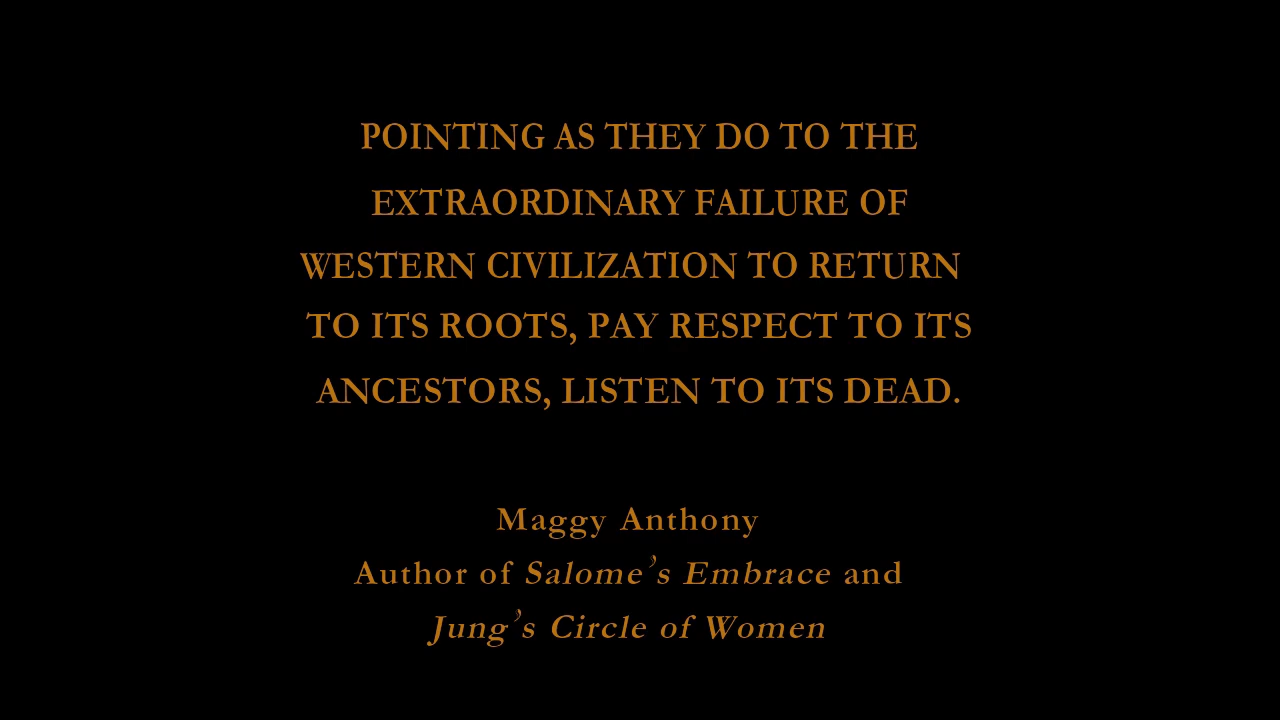 POINTING AS THEY DO TO THE
EXTRAORDINARY FAILURE OF
WESTERN CIVILIZATION TO RETURN
TO ITS ROOTS, PAY RESPECT TO ITS
ANCESTORS, LISTEN TO ITS DEAD.
Maggy Anthony
Author of Salome’s Embrace and
Jung’s Circle of Women